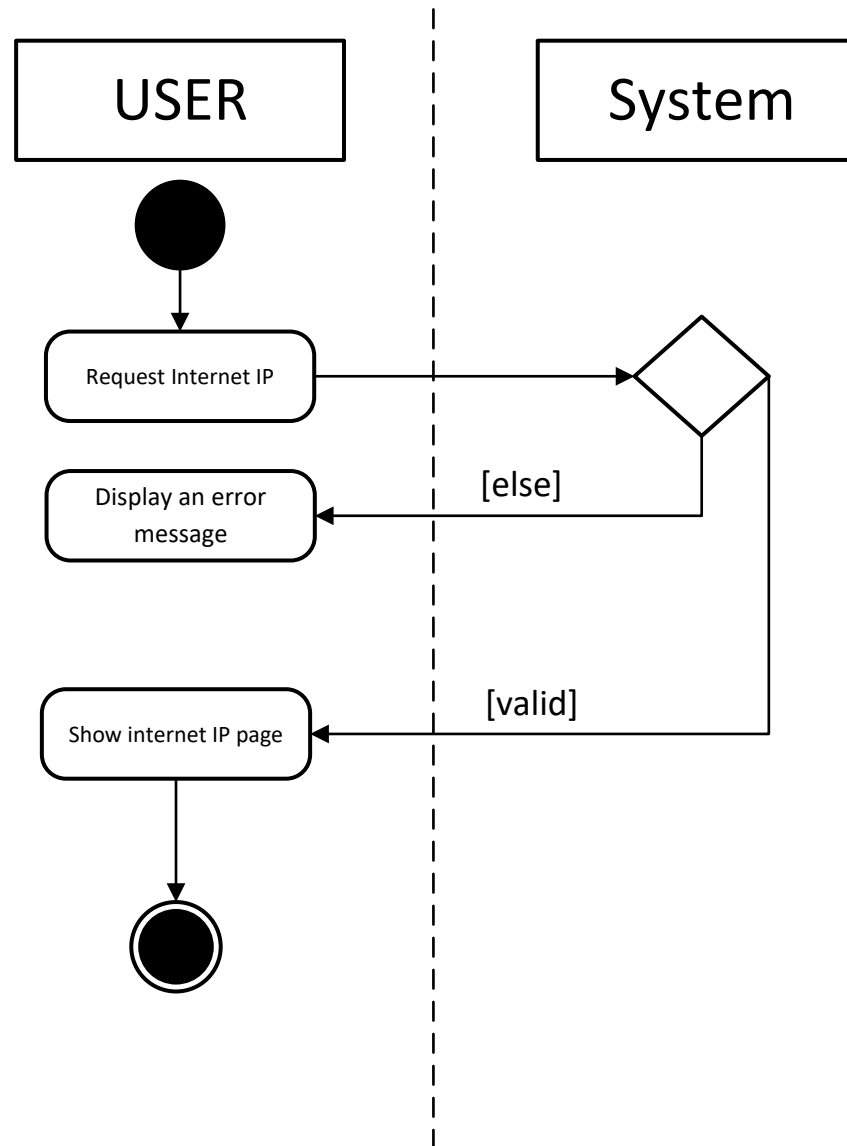 USER
System
Request Internet IP
[else]
Display an error
message
[valid]
Show internet IP page